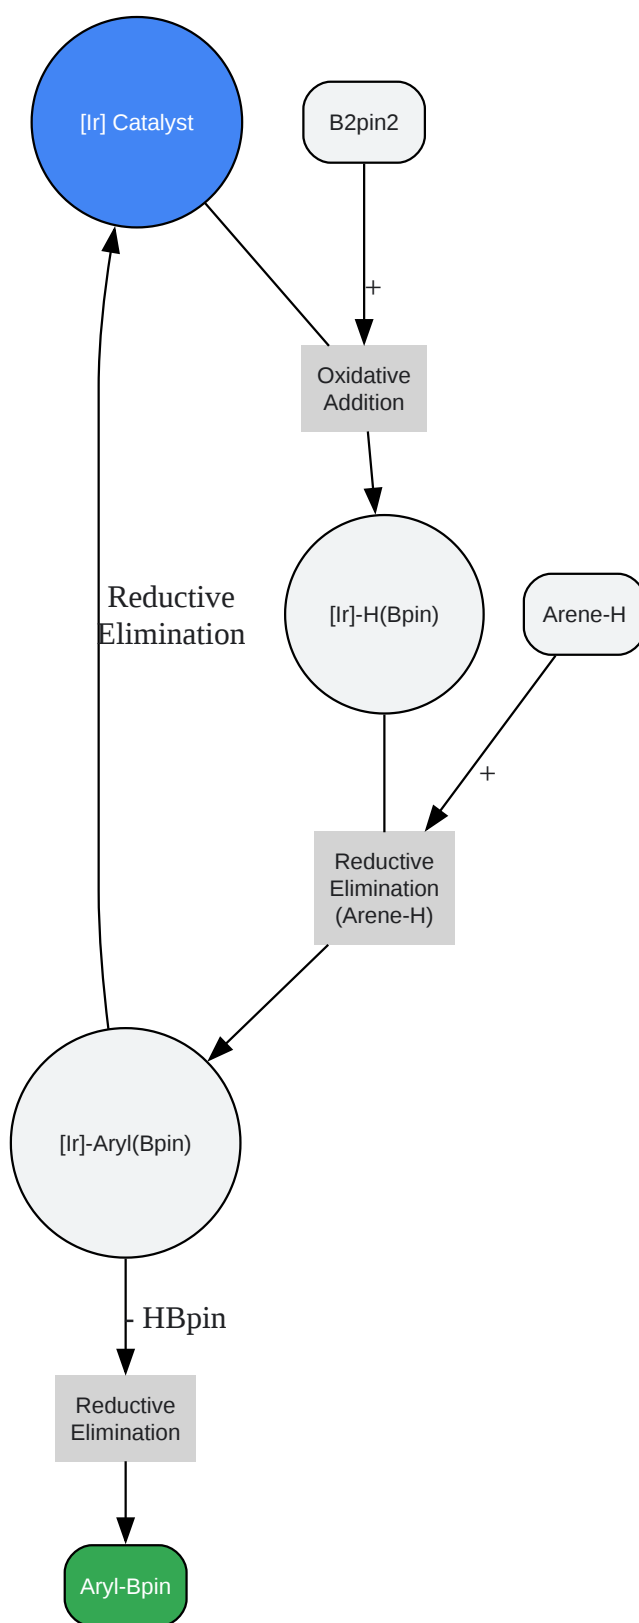 [Ir] Catalyst
B2pin2
+
Oxidative
Addition
Reductive
Elimination
[Ir]-H(Bpin)
Arene-H
+
Reductive
Elimination
(Arene-H)
[Ir]-Aryl(Bpin)
- HBpin
Reductive
Elimination
Aryl-Bpin